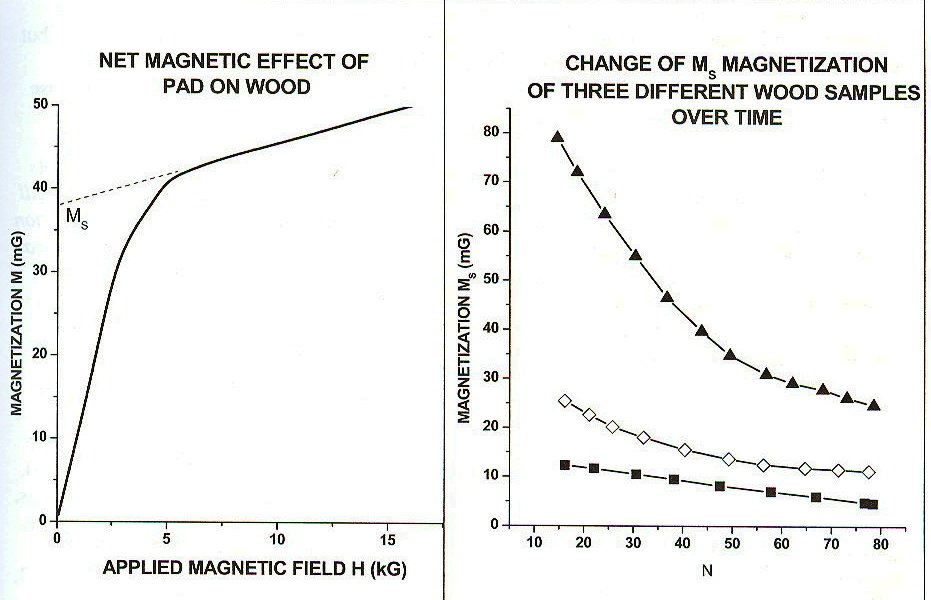 NET MAGNETIC EFFECT OF
PAD ON WOOD
50
40
30
20
10
0
MS
MAGNETIZATION M (mG)
0 5 10 15
APPLIED MAGNETIC FIELD H (kG)
CHANGE OF MS MAGNETIZATION
OF THREE DIFFERENT WOOD SAMPLES
OVER TIME
80
70
60
50
40
30
20
10
0
MAGNETIZATION MS (mG)
10 20 30 40 50 60 70 80
N